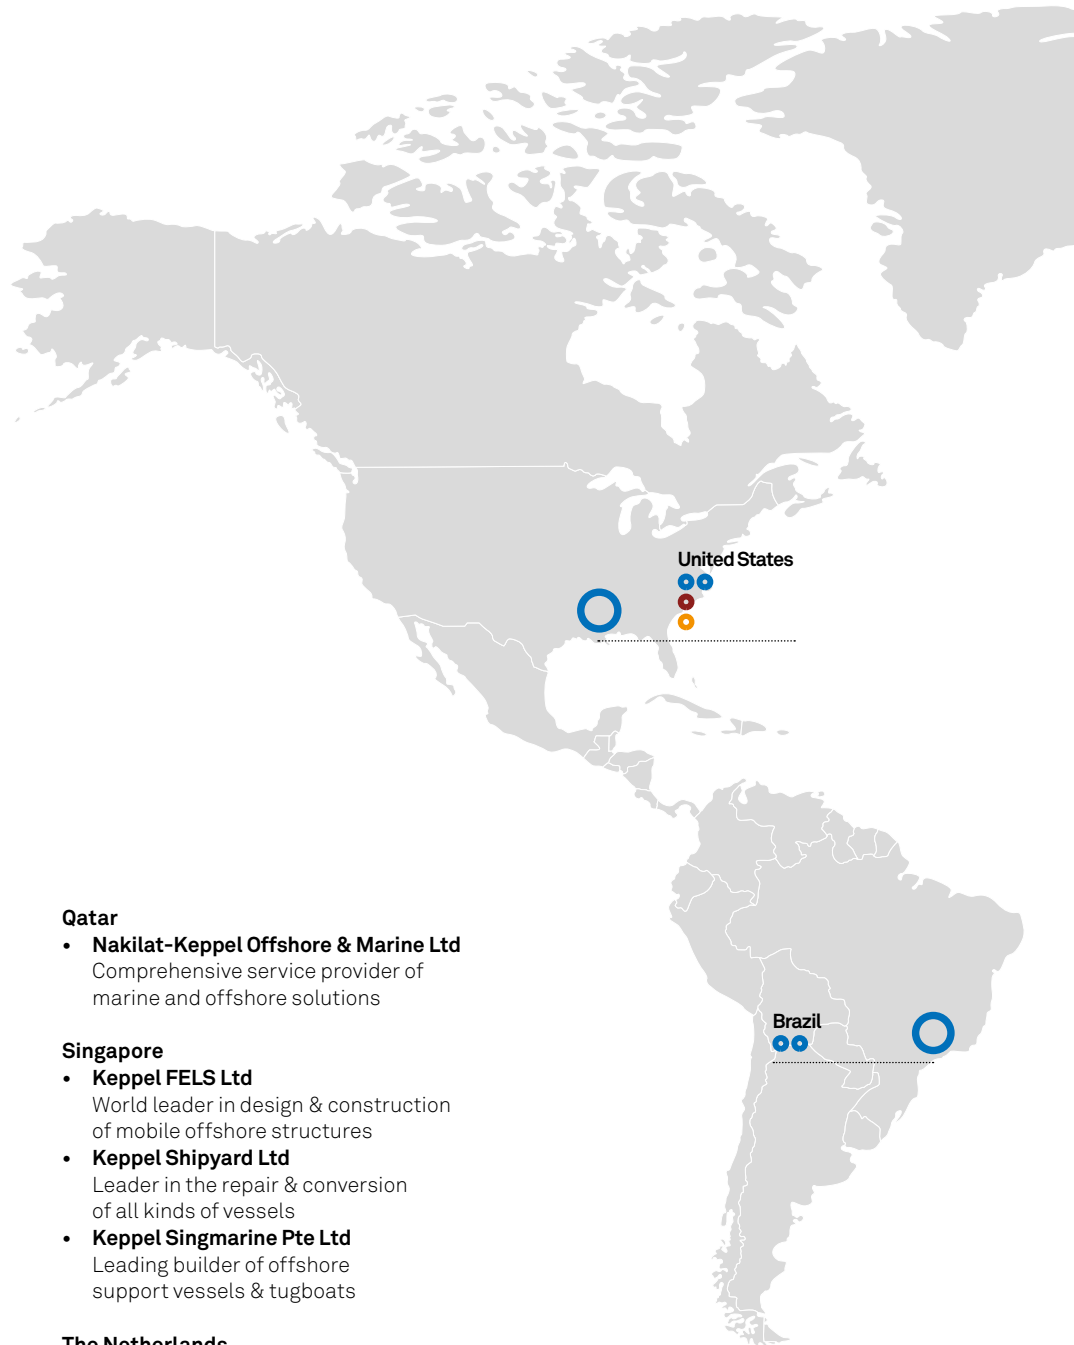 United States
Qatar
• Nakilat-Keppel Offshore & Marine Ltd
Comprehensive service provider of
marine and offshore solutions
Brazil
Singapore
• Keppel FELS Ltd
World leader in design & construction
of mobile offshore structures
• Keppel Shipyard Ltd
Leader in the repair & conversion
of all kinds of vessels
• Keppel Singmarine Pte Ltd
Leading builder of offshore
support vessels & tugboats
The Netherlands